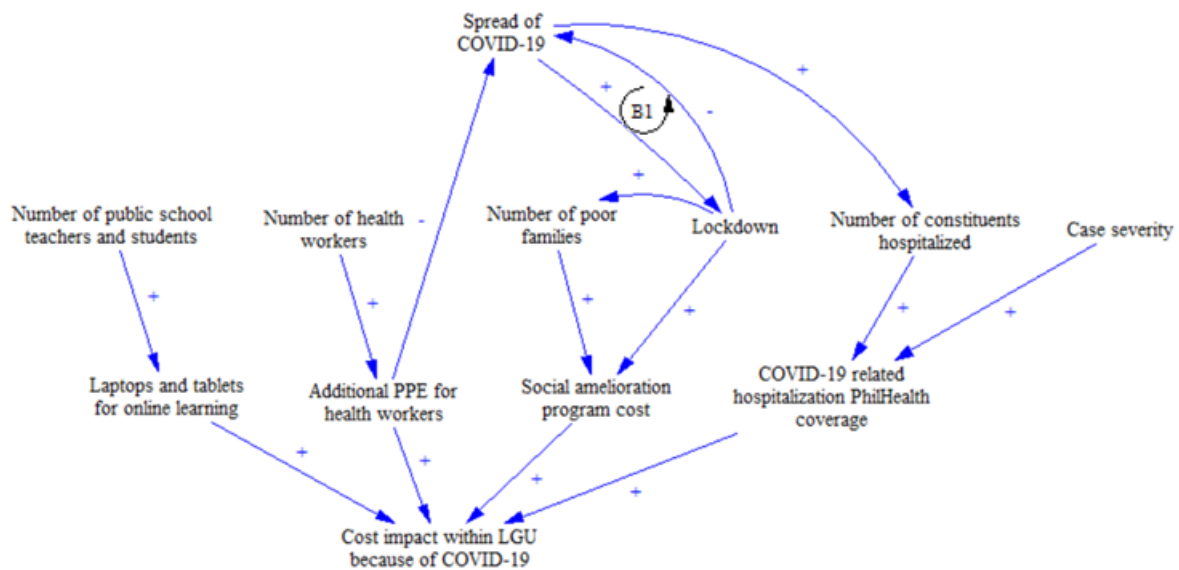 Spread of
COVID-19
+
+
B1
-
+
Number of public school
teachers and students
Number of health
workers
-
Number of poor
families
Lockdown
Number of constituents
hospitalized
Case severity
+
+
+
+
+
+
Laptops and tablets
for online learning
Additional PPE for
health workers
Social amelioration
program cost
COVID-19 related
hospitalization PhilHealth
coverage
+
+
+
+
Cost impact within LGU
because of COVID-19